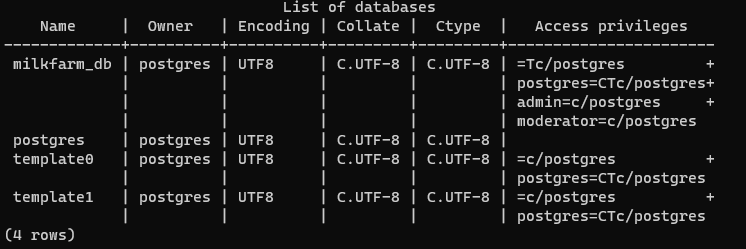 List of databases
    Name      |  Owner   | Encoding | Collate |  Ctype  |   Access privileges
--------------+----------+----------+---------+---------+-----------------------
 milkfarm_db | postgres | UTF8     | C.UTF-8 | C.UTF-8 | =Tc/postgres         +
             |          |          |         |         | postgres=CTc/postgres+
             |          |          |         |         | admin=c/postgres     +
             |          |          |         |         | moderator=c/postgres
 postgres    | postgres | UTF8     | C.UTF-8 | C.UTF-8 |
 template0   | postgres | UTF8     | C.UTF-8 | C.UTF-8 | =c/postgres          +
             |          |          |         |         | postgres=CTc/postgres
 template1   | postgres | UTF8     | C.UTF-8 | C.UTF-8 | =c/postgres          +
             |          |          |         |         | postgres=CTc/postgres
(4 rows)